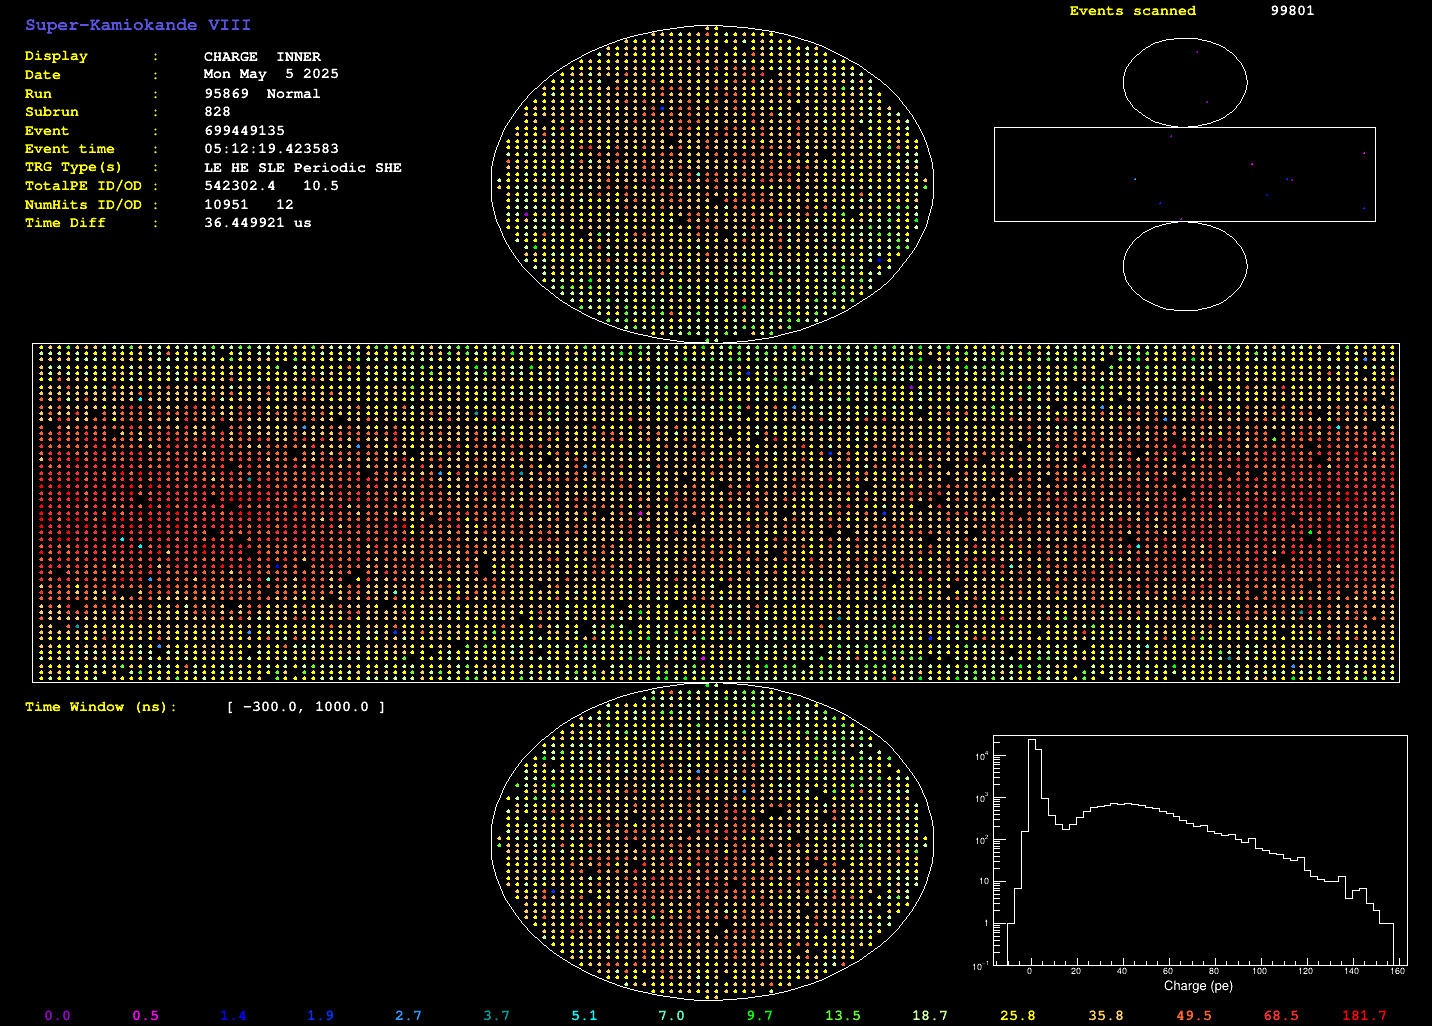 Super-Kamiokande VIII
Events scanned 99801
Display : CHARGE INNER
Date : Mon May 5 2025
Run : 95869 Normal
Subrun : 828
Event : 699449135
Event time : 05:12:19.423583
TRG Type(s) : LE HE SLE Periodic SHE
TotalPE ID/OD : 542302.4 10.5
NumHits ID/OD : 10951 12
Time Diff : 36.449921 us
Time Window (ns): [ -300.0, 1000.0 ]
10^4
10^3
10^2
10
1
10^-1
0 20 40 60 80 100 120 140 160
Charge (pe)
0.0 0.5 1.4 1.9 2.7 3.7 5.1 7.0 9.7 13.5 18.7 25.8 35.8 49.5 68.5 181.7